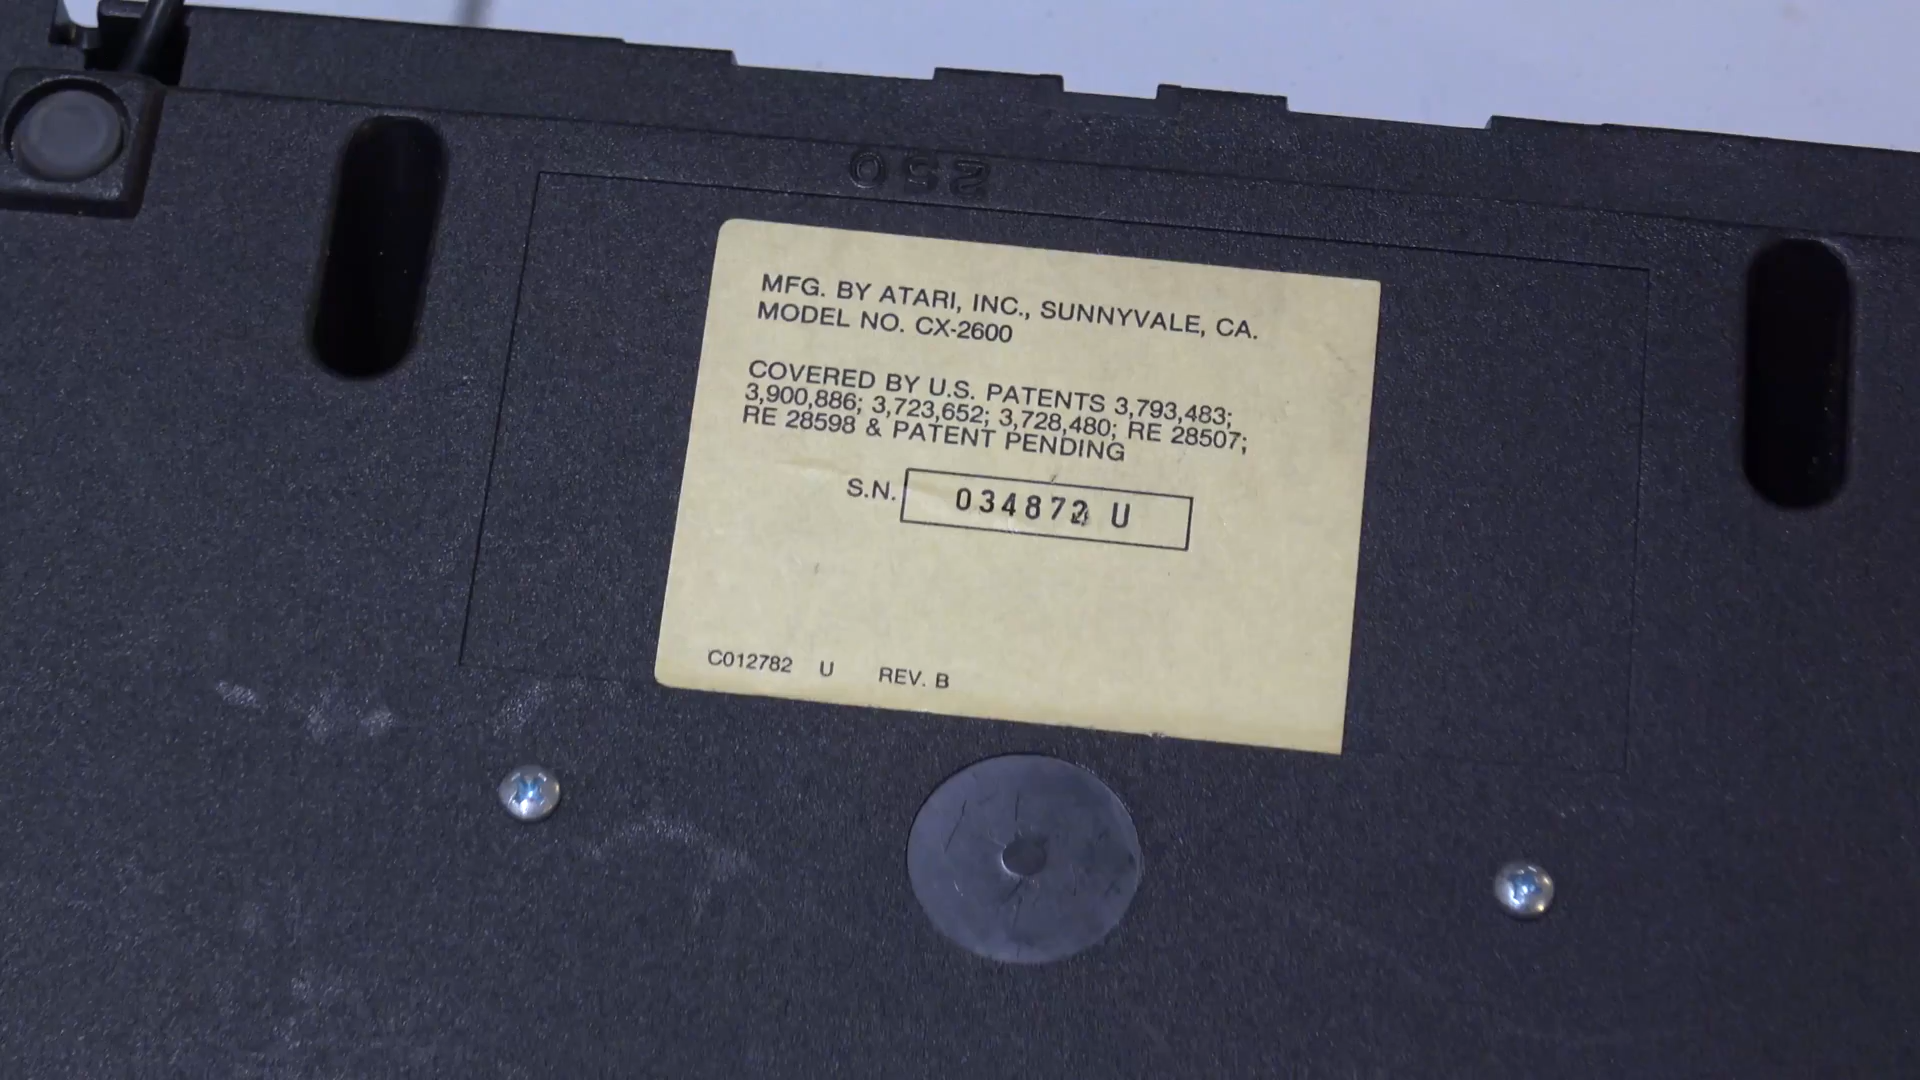 250
MFG. BY ATARI, INC., SUNNYVALE, CA.
MODEL NO. CX-2600
COVERED BY U.S. PATENTS 3,793,483;
3,900,886; 3,723,652; 3,728,480; RE 28507;
RE 28598 & PATENT PENDING
S.N. U
C012782 U REV. B